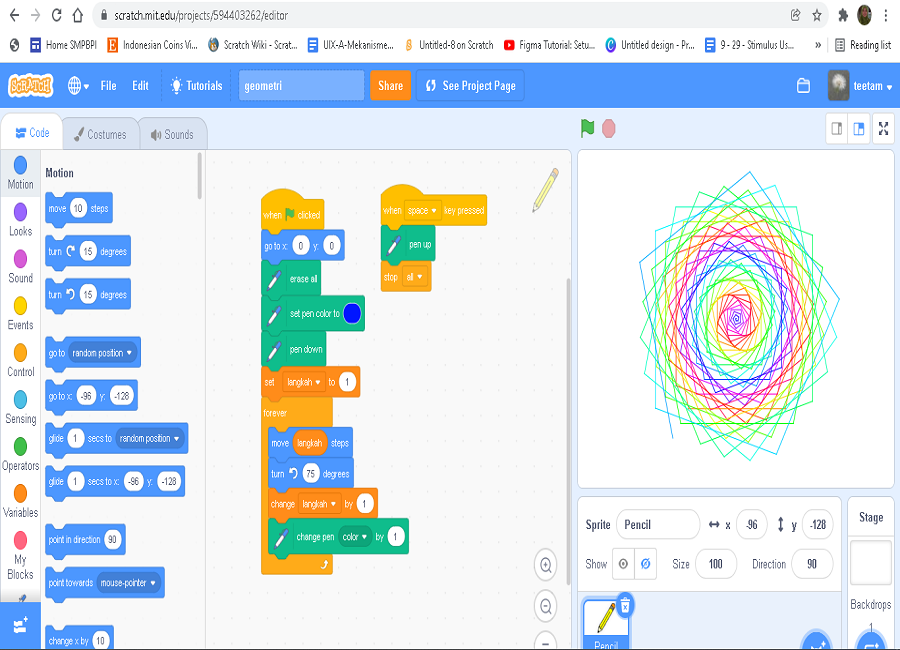 scratch.mit.edu/projects/594403262/editor
Home SMPBPI
Indonesian Coins Vi...
Scratch Wiki - Scrat...
UIX-A-Mekanisme...
Untitled-8 on Scratch
Figma Tutorial: Setu...
Untitled design - Pr...
9 - 29 - Stimulus Us...
»
Reading list
SCRATCH
File
Edit
Tutorials
geometri
Share
See Project Page
teetam
Code
Costumes
Sounds
Motion
Looks
Sound
Events
Control
Sensing
Operators
Variables
My
Blocks
Motion
move 10 steps
turn 15 degrees
turn 15 degrees
go to random position
go to x: -96 y: -128
glide 1 secs to random position
glide 1 secs to x: -96 y: -128
point in direction 90
point towards mouse-pointer
change x by 10
when clicked
go to x: 0 y: 0
erase all
set pen color to
pen down
set langkah to 1
forever
move langkah steps
turn 75 degrees
change langkah by 1
change pen color by 1
when space key pressed
pen up
stop all
Sprite Pencil x -96 y -128
Show Size 100 Direction 90
Pencil
Stage
Backdrops
1